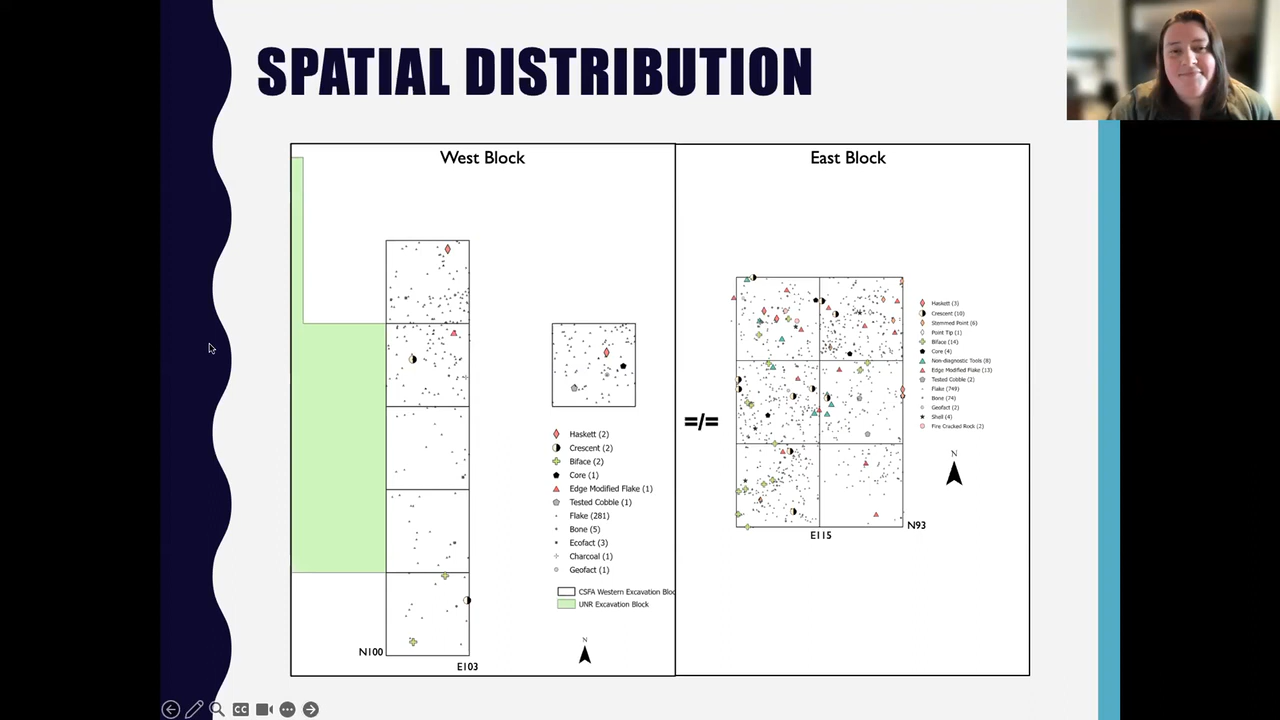 SPATIAL DISTRIBUTION
West Block
Haskett (2)
Crescent (2)
Biface (2)
Core (1)
Edge Modified Flake (1)
Tested Cobble (1)
Flake (281)
Bone (5)
Ecofact (3)
Charcoal (1)
Geofact (1)
CSFA Western Excavation Bloc
UNR Excavation Block
N
N100
E103
=/=
East Block
Haskett (3)
Crescent (10)
Stemmed Point (6)
Point Tip (1)
Biface (14)
Core (4)
Non-diagnostic Tools (8)
Edge Modified Flake (13)
Tested Cobble (2)
Flake (749)
Bone (74)
Geofact (2)
Shell (4)
Fire Cracked Rock (2)
N
N93
E115
CC